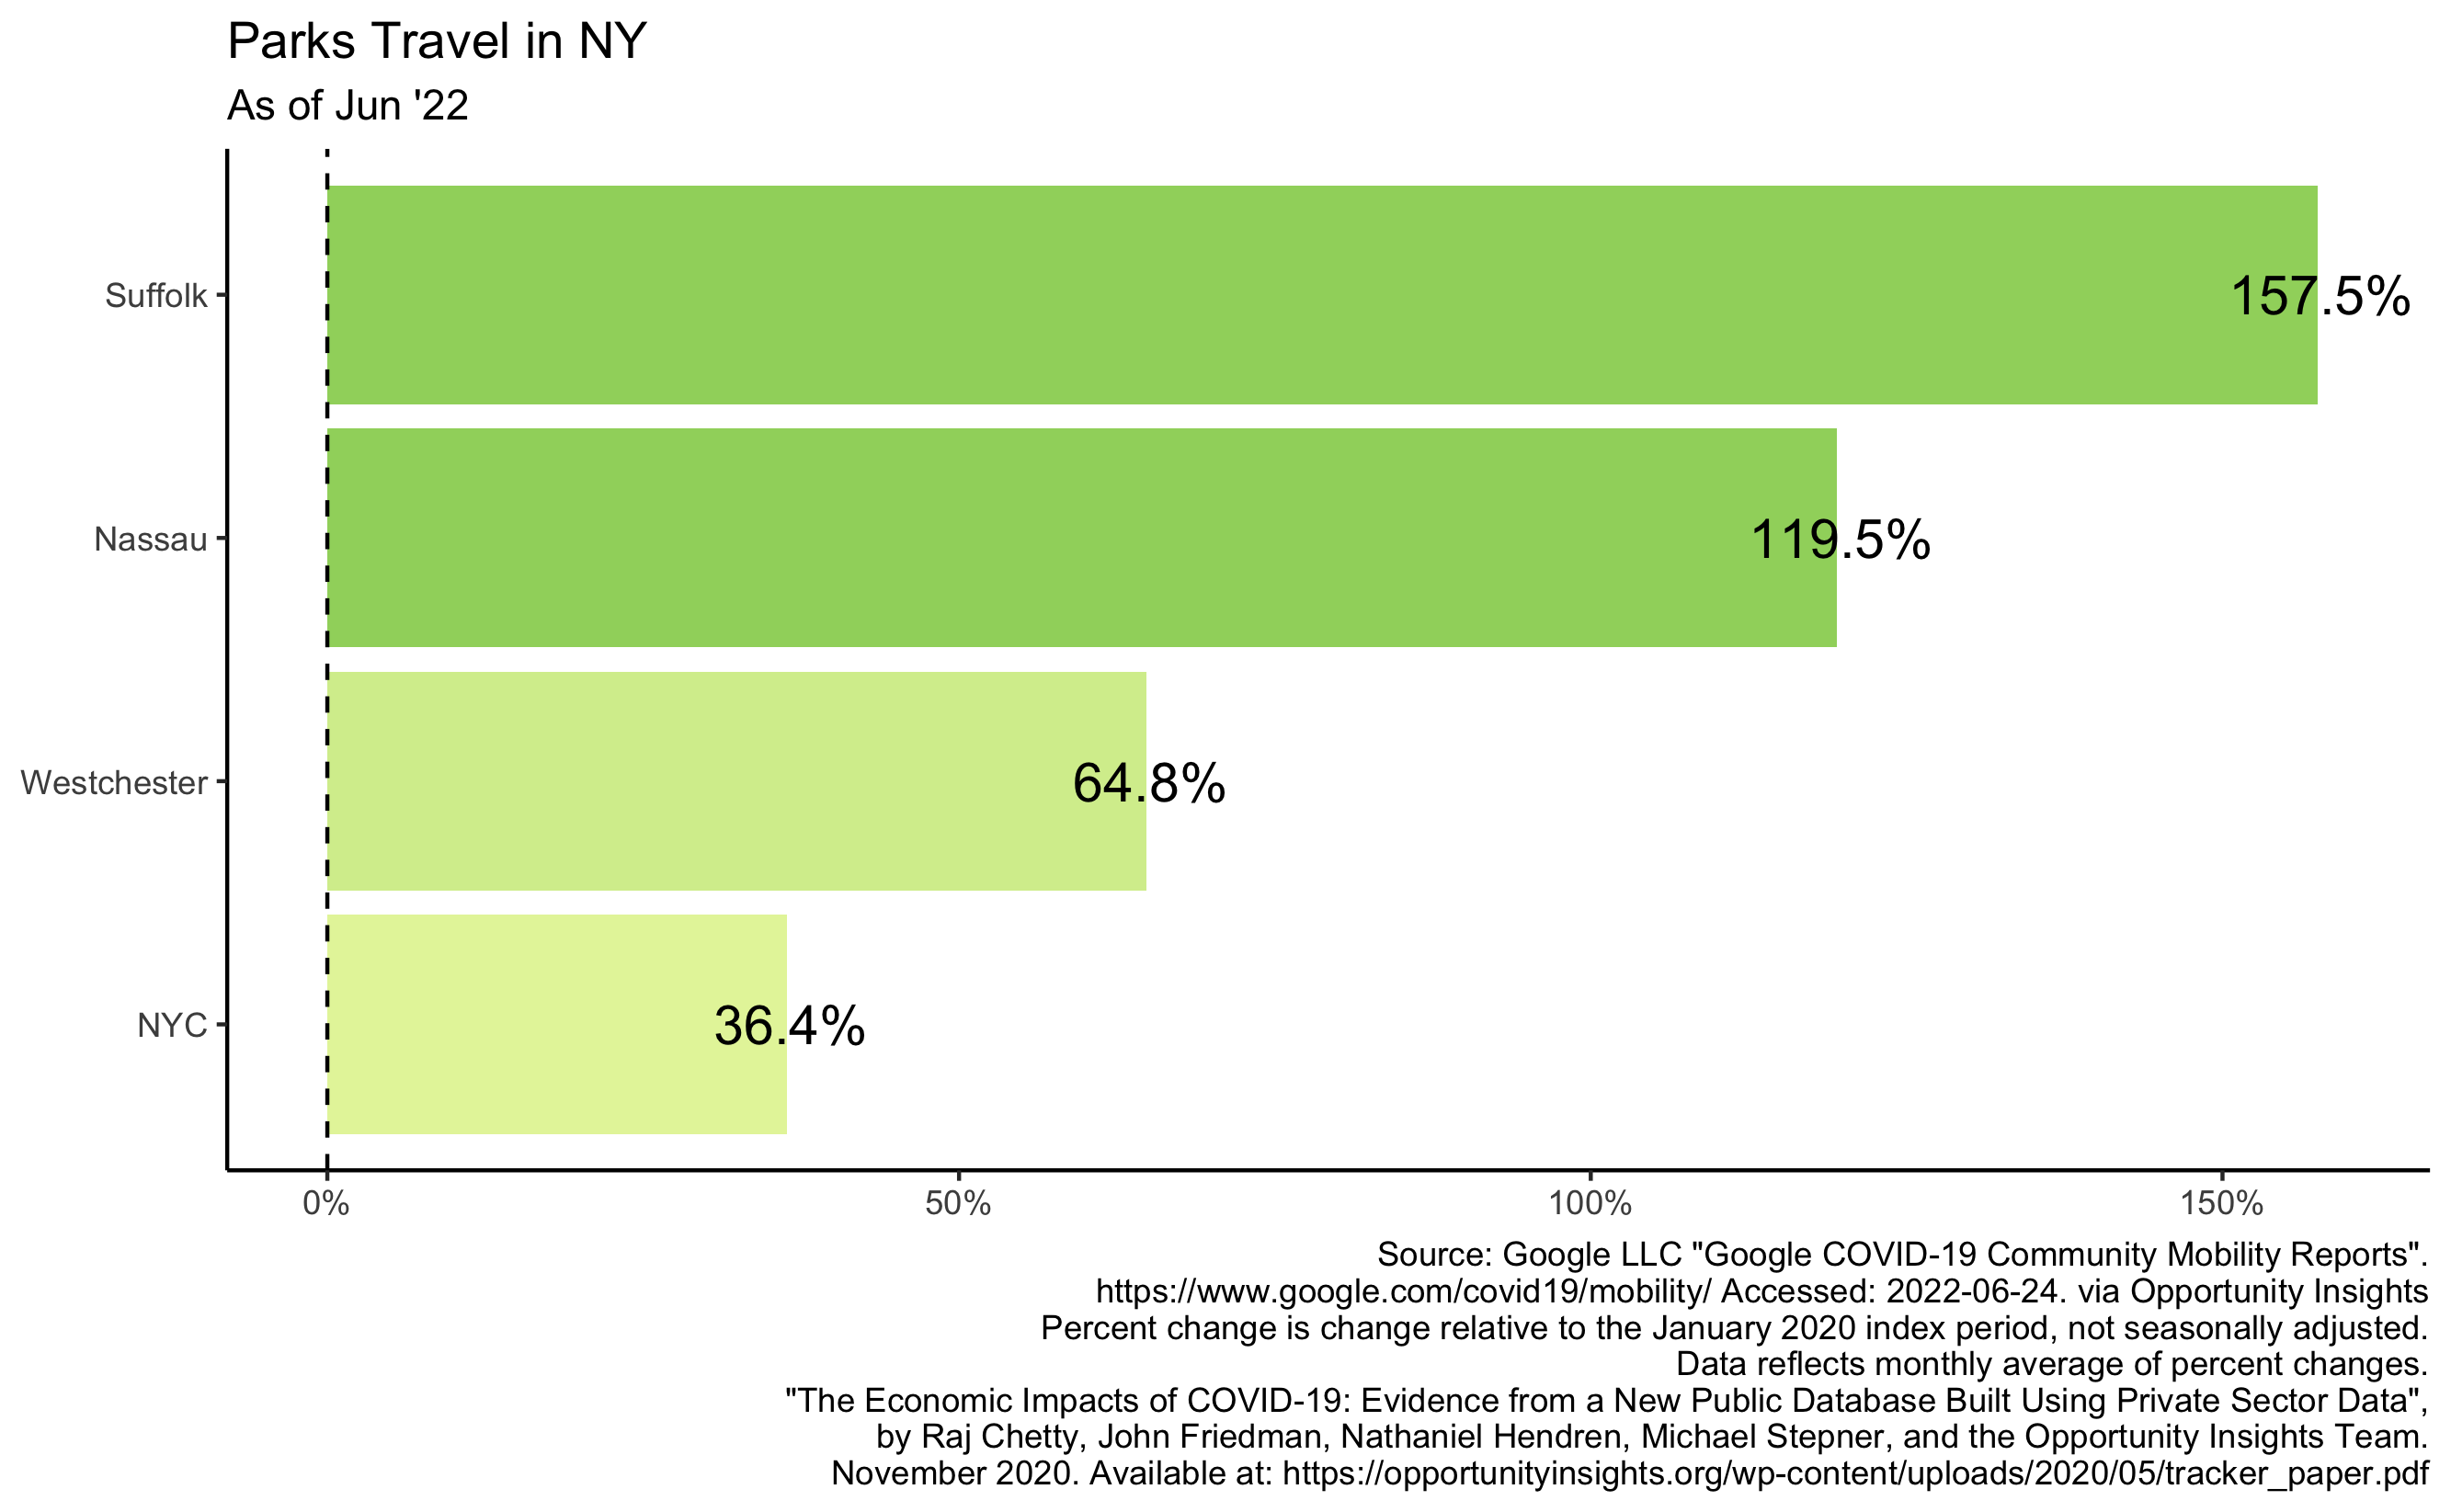 Parks Travel in NY
As of Jun '22
Suffolk
157.5%
Nassau
119.5%
Westchester
64.8%
NYC
36.4%
0%
50%
100%
150%
Source: Google LLC "Google COVID-19 Community Mobility Reports".
https://www.google.com/covid19/mobility/ Accessed: 2022-06-24. via Opportunity Insights
Percent change is change relative to the January 2020 index period, not seasonally adjusted.
Data reflects monthly average of percent changes.
"The Economic Impacts of COVID-19: Evidence from a New Public Database Built Using Private Sector Data",
by Raj Chetty, John Friedman, Nathaniel Hendren, Michael Stepner, and the Opportunity Insights Team.
November 2020. Available at: https://opportunityinsights.org/wp-content/uploads/2020/05/tracker_paper.pdf